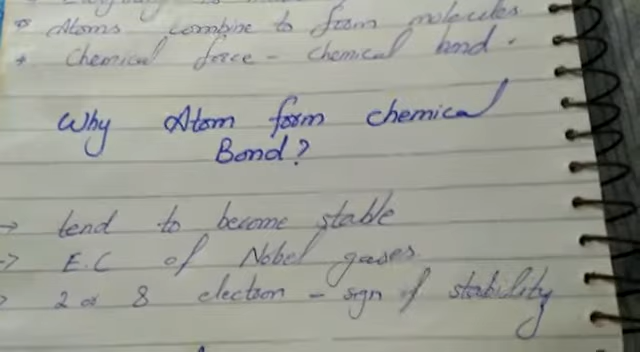 * Atoms combine to form molecules
* Chemical force - chemical bond.
Why Atom form chemical
Bond?
→ tend to become stable
→ E.C of Nobel gases
→ 2 or 8 electron - sign of stability